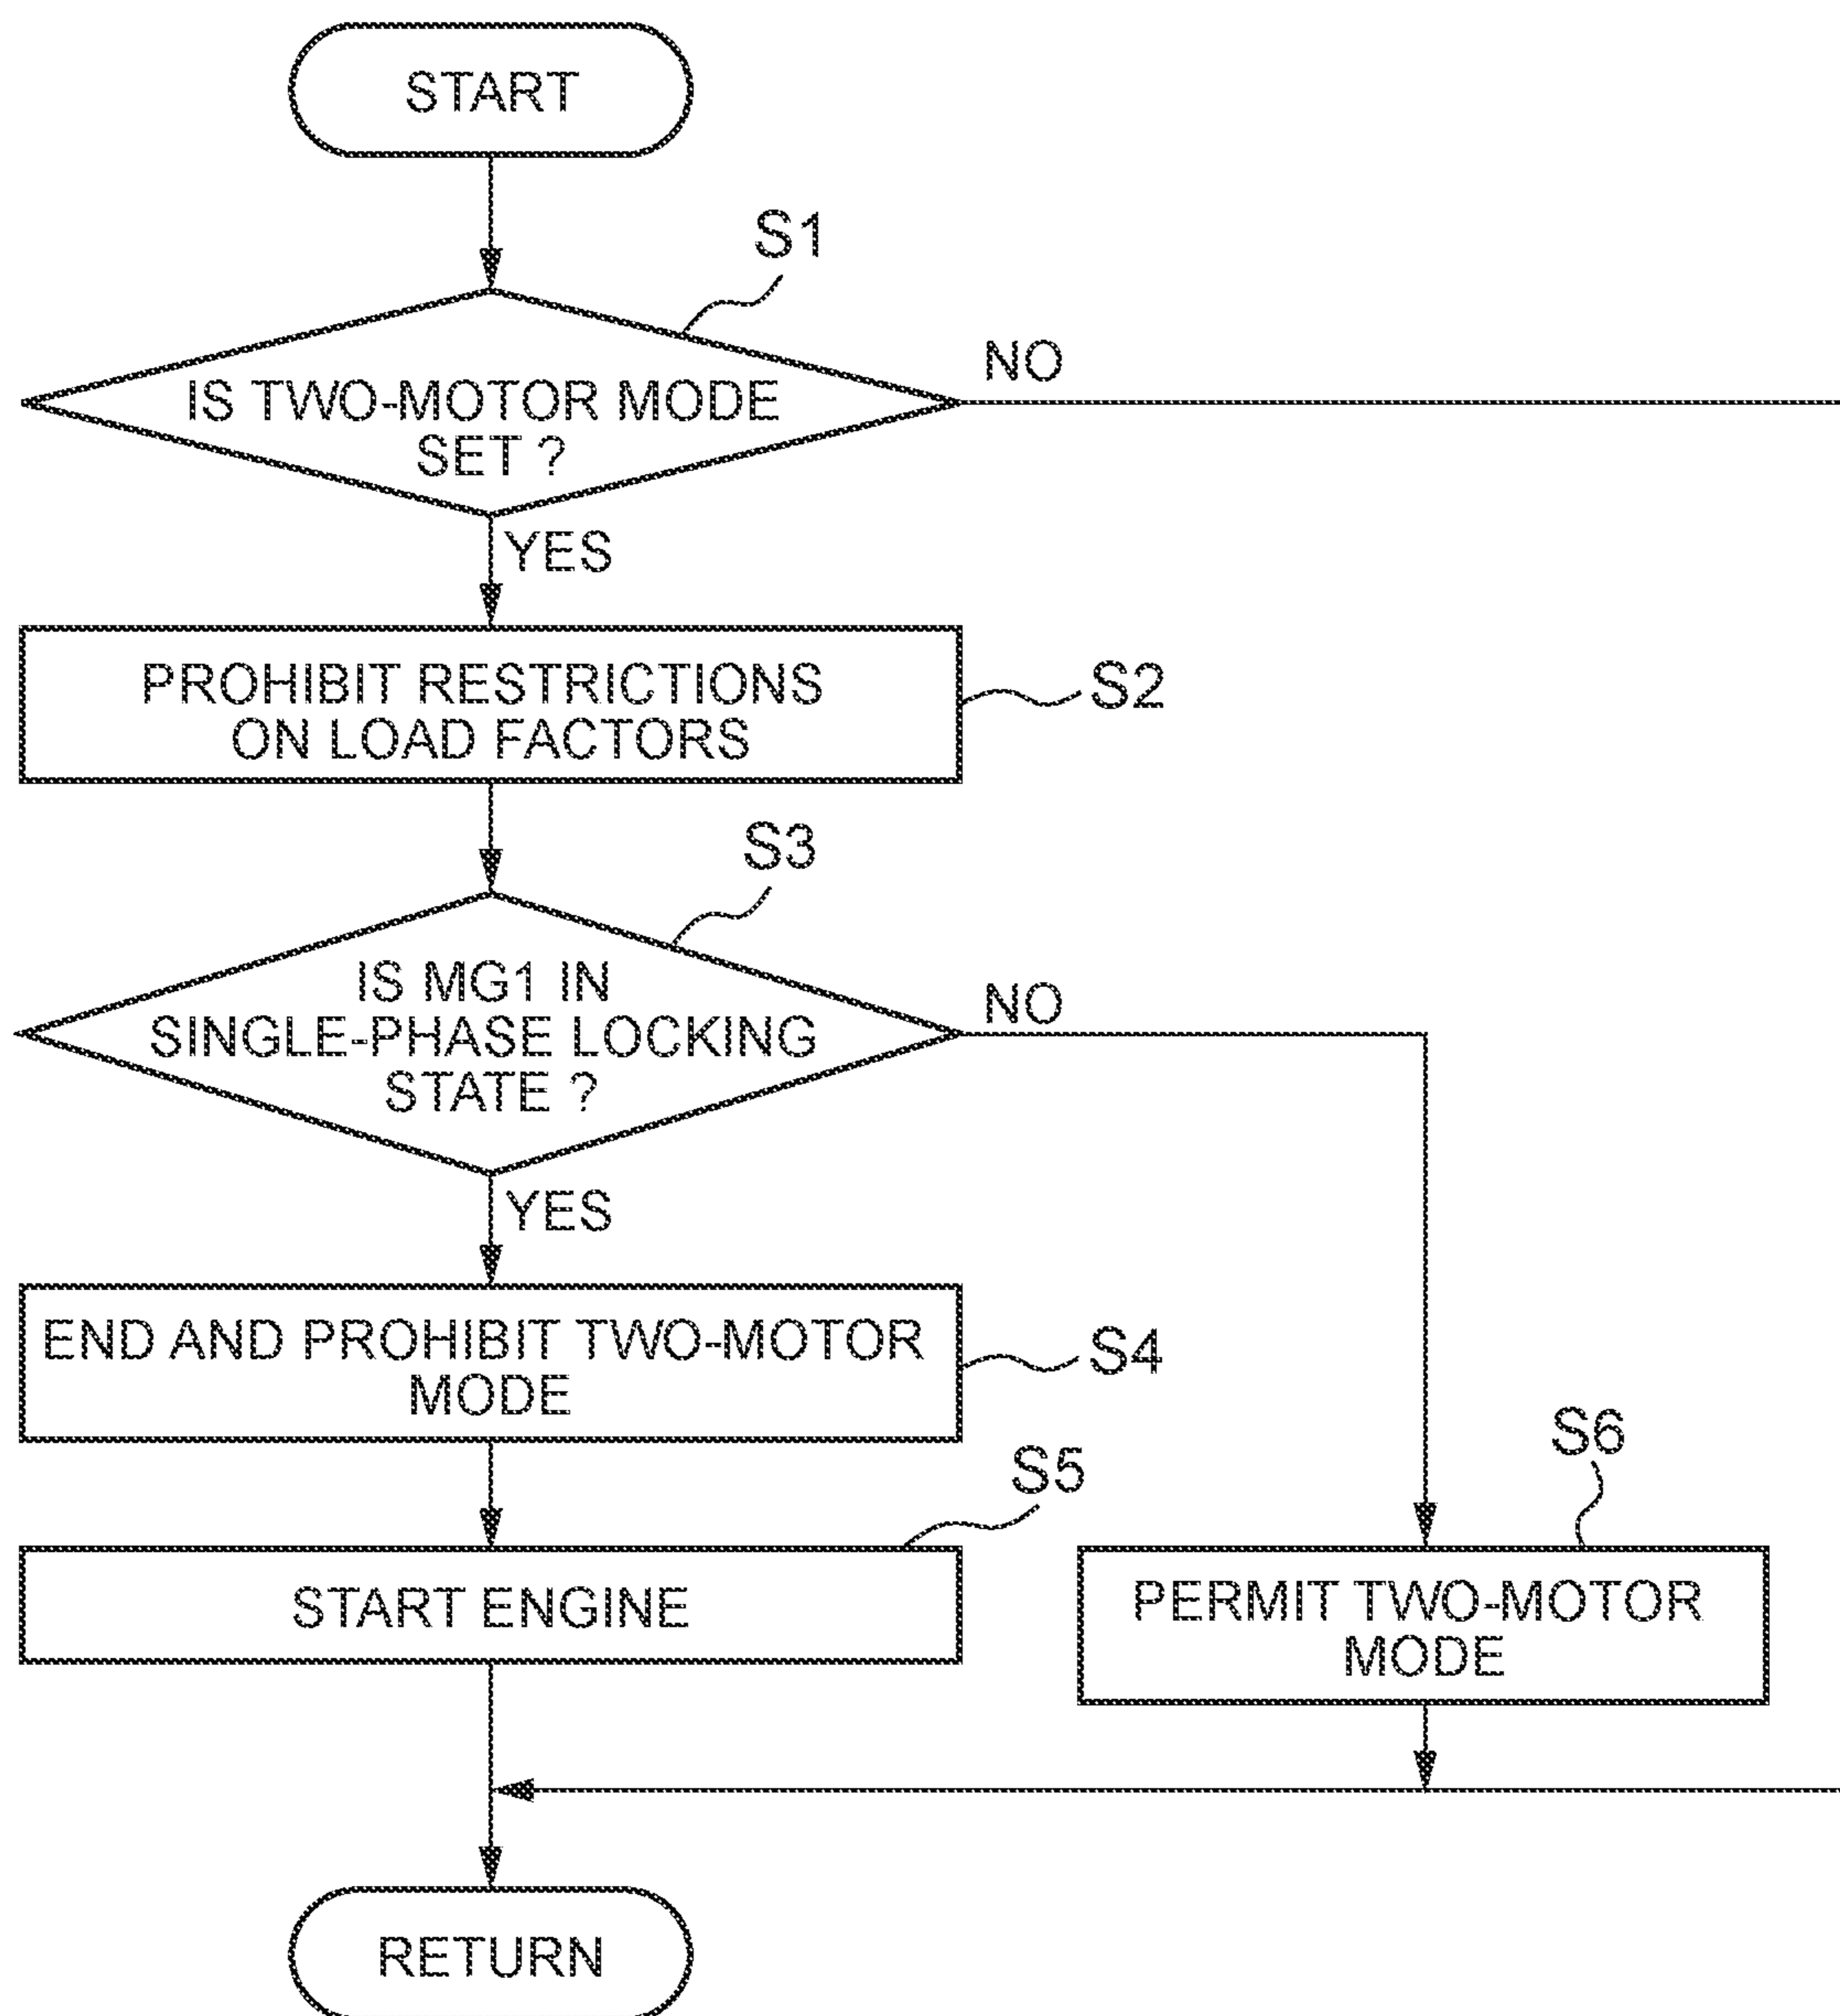 START
S1
IS TWO-MOTOR MODE
SET ?
NO
YES
PROHIBIT RESTRICTIONS
ON LOAD FACTORS
S2
S3
IS MG1 IN
SINGLE-PHASE LOCKING
STATE ?
NO
YES
END AND PROHIBIT TWO-MOTOR
MODE
S4
S5
START ENGINE
S6
PERMIT TWO-MOTOR
MODE
RETURN